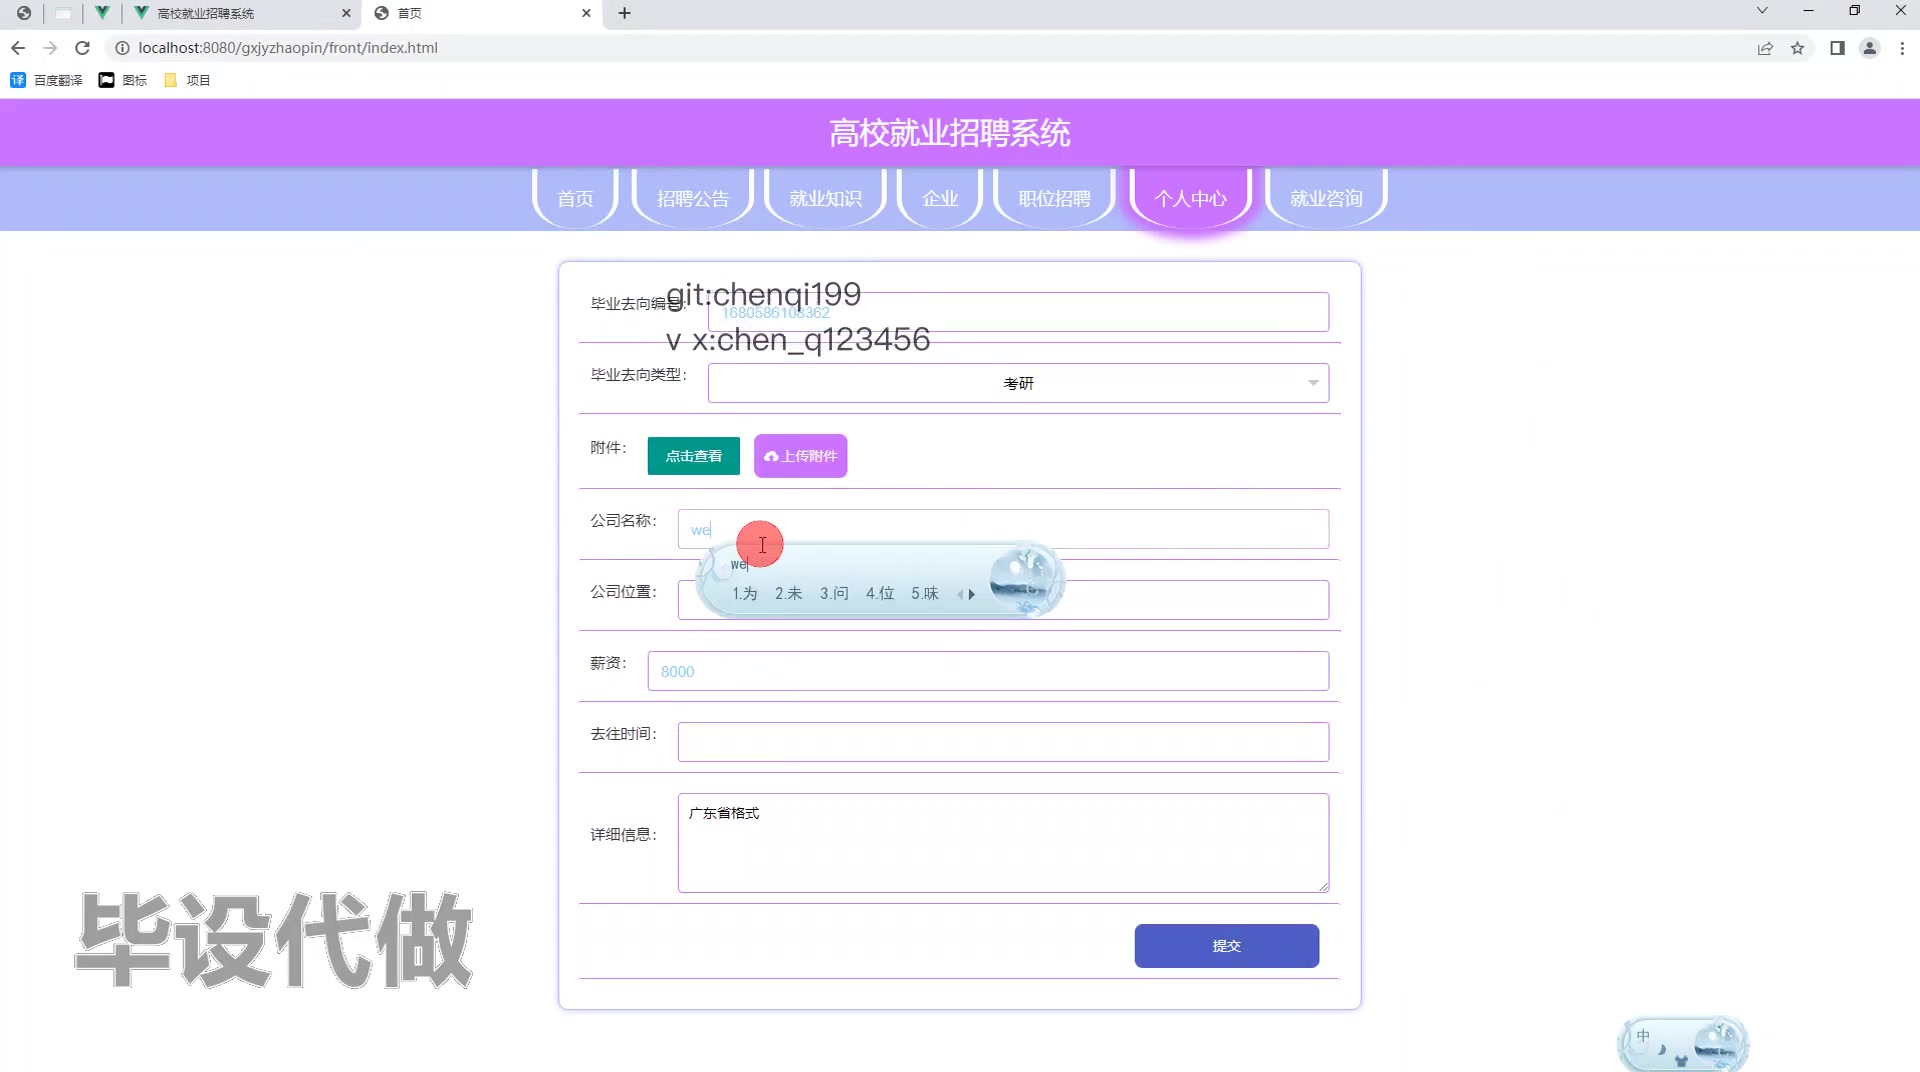 高校就业招聘系统
首页
localhost:8080/gxjyzhaopin/front/index.html
百度翻译 图标 项目
高校就业招聘系统
首页 招聘公告 就业知识 企业 职位招聘 个人中心 就业咨询
git:chenqi199
毕业去向编号: 1680586108362
v x:chen_q123456
毕业去向类型: 考研
附件: 点击查看 上传附件
公司名称: we
we
1.为 2.未 3.问 4.位 5.味
公司位置:
薪资: 8000
去往时间:
广东省格式
详细信息:
毕设代做
提交
中